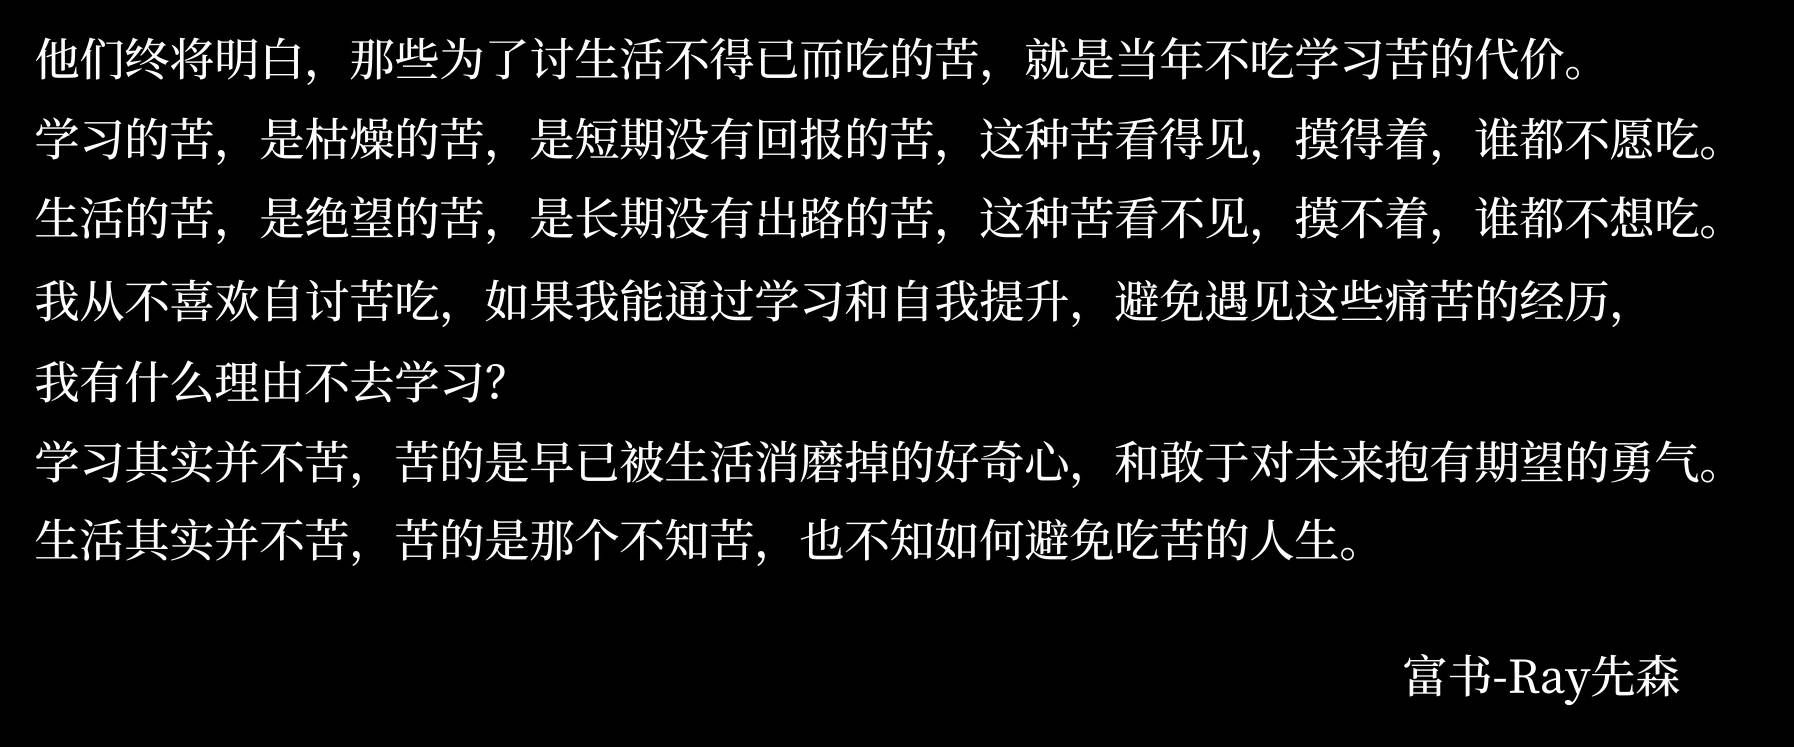 他们终将明白，那些为了讨生活不得已而吃的苦，就是当年不吃学习苦的代价。
学习的苦，是枯燥的苦，是短期没有回报的苦，这种苦看得见，摸得着，谁都不愿吃。
生活的苦，是绝望的苦，是长期没有出路的苦，这种苦看不见，摸不着，谁都不想吃。
我从不喜欢自讨苦吃，如果我能通过学习和自我提升，避免遇见这些痛苦的经历，
我有什么理由不去学习？
学习其实并不苦，苦的是早已被生活消磨掉的好奇心，和敢于对未来抱有期望的勇气。
生活其实并不苦，苦的是那个不知苦，也不知如何避免吃苦的人生。
富书-Ray先森